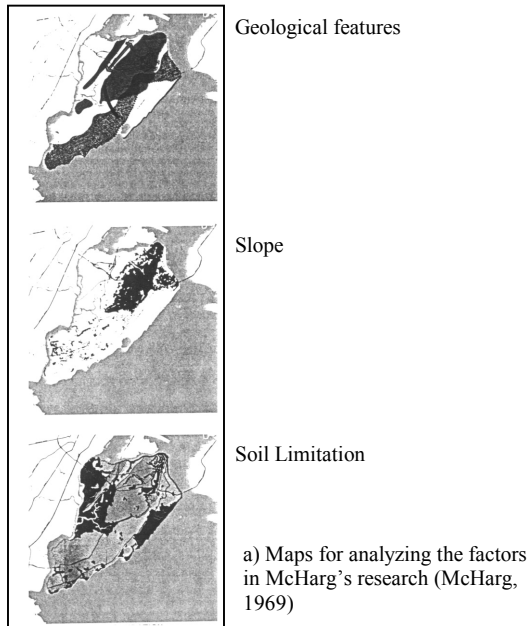 Geological features
Slope
Soil Limitation
a) Maps for analyzing the factors
in McHarg's research (McHarg,
1969)